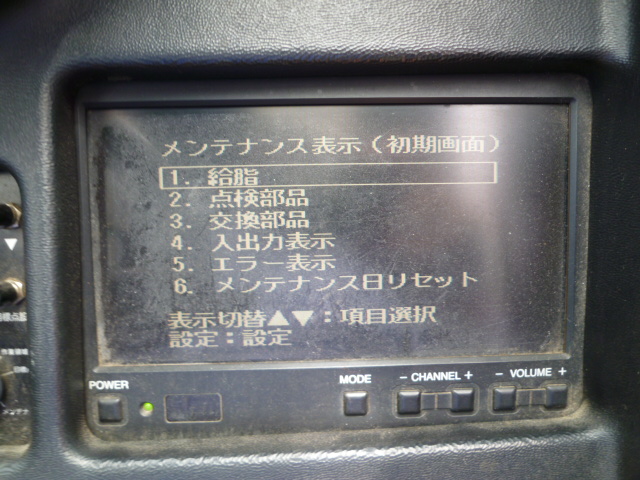 メンテナンス表示(初期画面)
1. 給脂
2. 点検部品
3. 交換部品
4. 入出力表示
5. エラー表示
6. メンテナンス日リセット
表示切替▲▼:項目選択
設定:設定
POWER
MODE
- CHANNEL +
- VOLUME +
▼